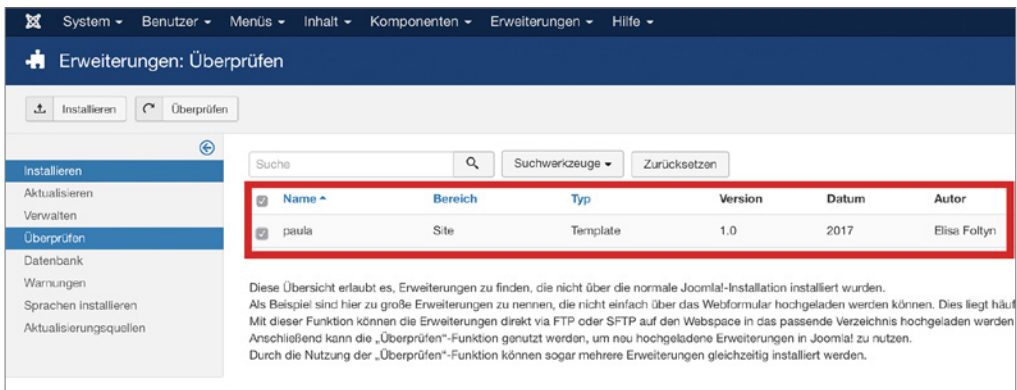 System Benutzer Menüs Inhalt Komponenten Erweiterungen Hilfe
Erweiterungen: Überprüfen
Installieren Überprüfen
Installieren
Aktualisieren
Verwalten
Überprüfen
Datenbank
Warnungen
Sprachen installieren
Aktualisierungsquellen
Suche Suchwerkzeuge Zurücksetzen
Name Bereich Typ Version Datum Autor
paula Site Template 1.0 2017 Elisa Foltyn
Diese Übersicht erlaubt es, Erweiterungen zu finden, die nicht über die normale Joomla!-Installation installiert wurden.
Als Beispiel sind hier zu große Erweiterungen zu nennen, die nicht einfach über das Webformular hochgeladen werden können. Dies liegt häuf
Mit dieser Funktion können die Erweiterungen direkt via FTP oder SFTP auf den Webspace in das passende Verzeichnis hochgeladen werden
Anschließend kann die „Überprüfen“-Funktion genutzt werden, um neu hochgeladene Erweiterungen in Joomla! zu nutzen.
Durch die Nutzung der „Überprüfen“-Funktion können sogar mehrere Erweiterungen gleichzeitig installiert werden.